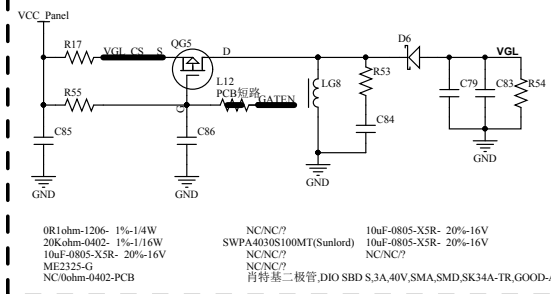 VCC_Panel
R17
VGL_CS
S
QG5
D
D6
VGL
R55
L12
PCB短路
G
GATEN
LG8
R53
C79
C83
R54
C85
C86
C84
GND
GND
GND
GND
0R1ohm-1206- 1%-1/4W
NC/NC/?
10uF-0805-X5R- 20%-16V
20Kohm-0402- 1%-1/16W
SWPA4030S100MT(Sunlord)
10uF-0805-X5R- 20%-16V
10uF-0805-X5R- 20%-16V
NC/NC/?
NC/NC/?
ME2325-G
NC/NC/?
NC/0ohm-0402-PCB
肖特基二极管,DIO SBD S,3A,40V,SMA,SMD,SK34A-TR,GOOD-A